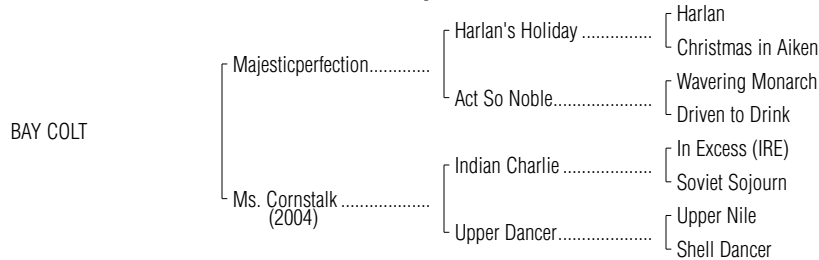 Harlan
Harlan's Holiday ...............
Christmas in Aiken
Majesticperfection.............
Wavering Monarch
Act So Noble.....................
Driven to Drink
BAY COLT
In Excess (IRE)
Indian Charlie ...................
Soviet Sojourn
Ms. Cornstalk ...................
(2004)
Upper Nile
Upper Dancer....................
Shell Dancer